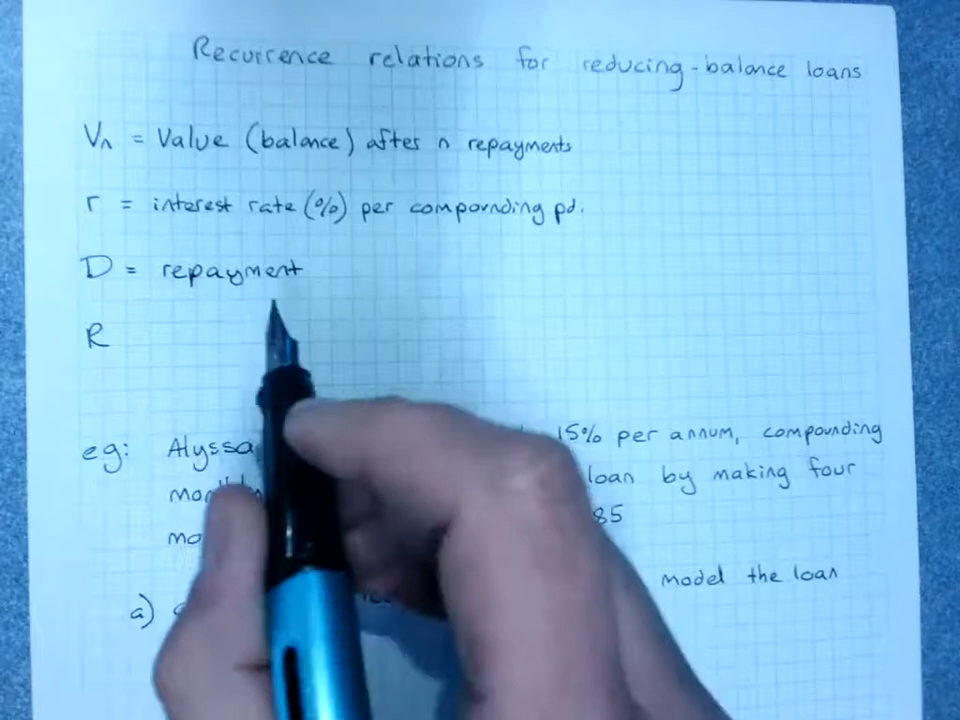 Recurrence relations for reducing-balance loans
Vn = Value (balance) after n repayments
r = interest rate (%) per compounding pd.
D = repayment
R
eg: Alyssa 15% per annum, compounding
loan by making four
85
model the loan
a)